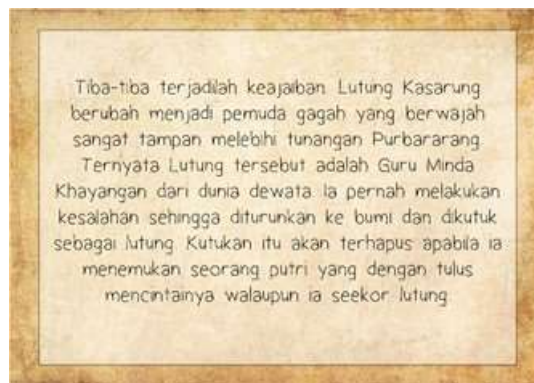 Tiba-tiba terjadilah keajaiban. Lutung Kasarung
berubah menjadi pemuda gagah yang berwajah
sangat tampan melebihi tunangan Purbararang.
Ternyata Lutung tersebut adalah Guru Minda
Khayangan dari dunia dewata. Ia pernah melakukan
kesalahan sehingga diturunkan ke bumi dan dikutuk
sebagai lutung. Kutukan itu akan terhapus apabila ia
menemukan seorang putri yang dengan tulus
mencintainya walaupun ia seekor lutung.